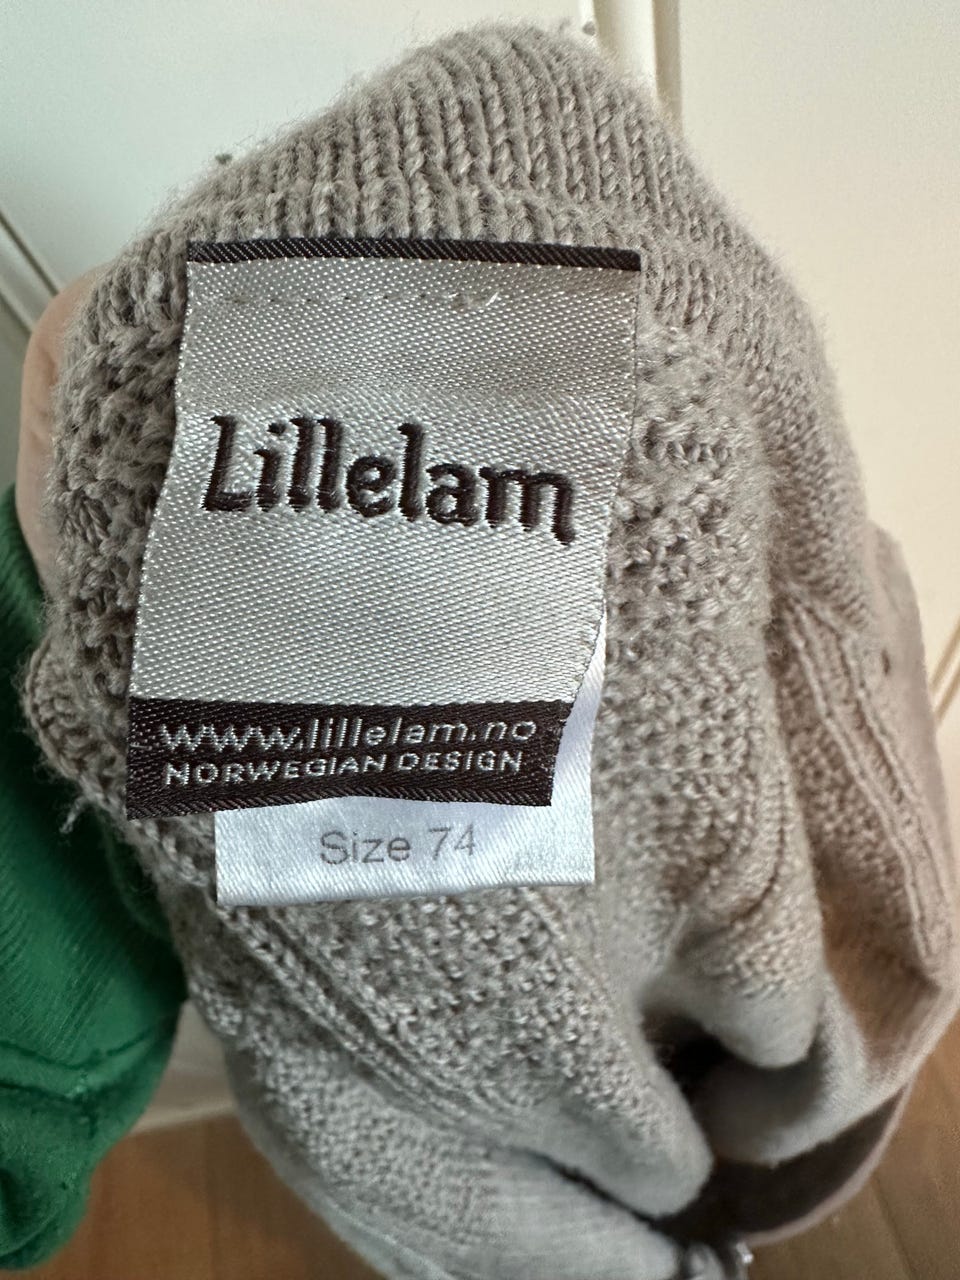 Lillelam
www.lillelam.no
NORWEGIAN DESIGN
Size 74